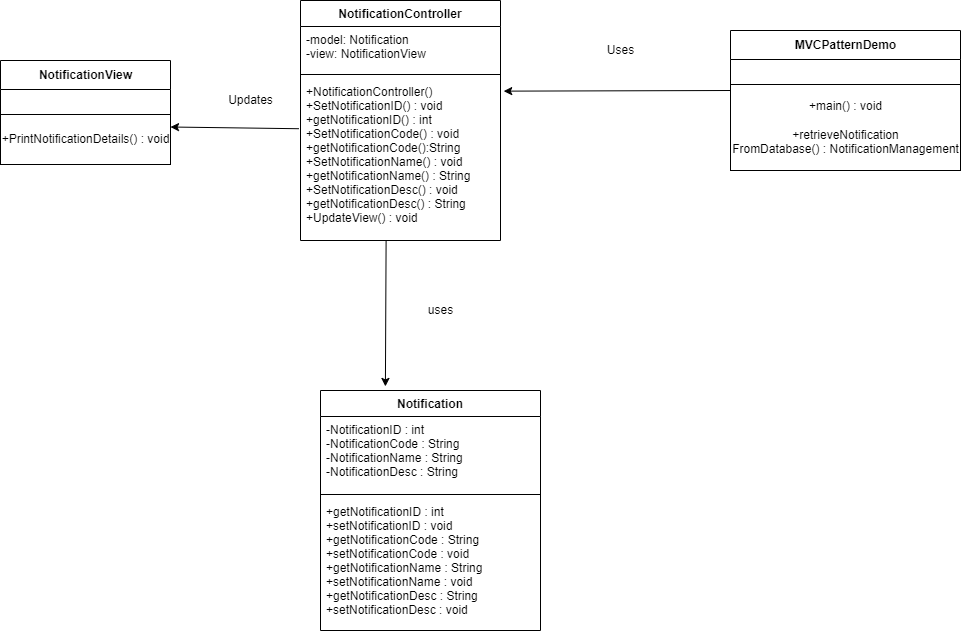 NotificationController
-model: Notification
-view: NotificationView
+NotificationController()
+SetNotificationID() : void
+getNotificationID() : int
+SetNotificationCode() : void
+getNotificationCode():String
+SetNotificationName() : void
+getNotificationName() : String
+SetNotificationDesc() : void
+getNotificationDesc() : String
+UpdateView() : void
NotificationView
+PrintNotificationDetails() : void
Updates
Uses
MVCPatternDemo
+main() : void
+retrieveNotification
FromDatabase() : NotificationManagement
uses
Notification
-NotificationID : int
-NotificationCode : String
-NotificationName : String
-NotificationDesc : String
+getNotificationID : int
+setNotificationID : void
+getNotificationCode : String
+setNotificationCode : void
+getNotificationName : String
+setNotificationName : void
+getNotificationDesc : String
+setNotificationDesc : void